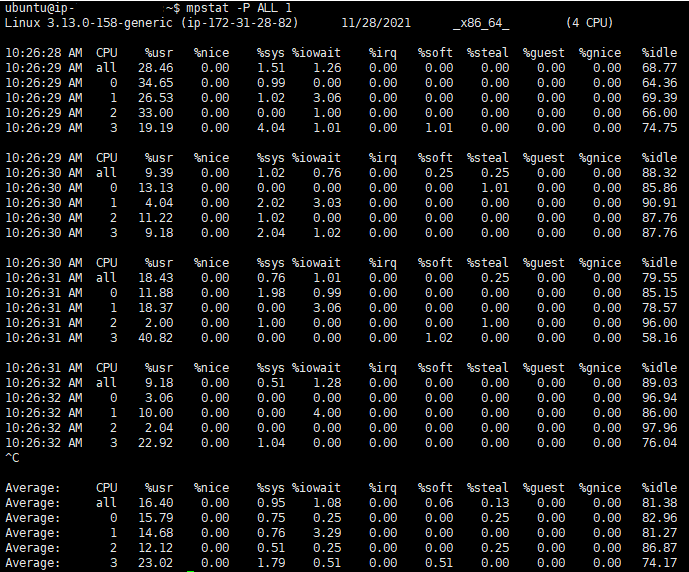 ubuntu@ip- :~$ mpstat -P ALL 1
Linux 3.13.0-158-generic (ip-172-31-28-82) 11/28/2021 _x86_64_ (4 CPU)
10:26:28 AM CPU %usr %nice %sys %iowait %irq %soft %steal %guest %gnice %idle
10:26:29 AM all 28.46 0.00 1.51 1.26 0.00 0.00 0.00 0.00 0.00 68.77
10:26:29 AM 0 34.65 0.00 0.99 0.00 0.00 0.00 0.00 0.00 0.00 64.36
10:26:29 AM 1 26.53 0.00 1.02 3.06 0.00 0.00 0.00 0.00 0.00 69.39
10:26:29 AM 2 33.00 0.00 0.00 1.00 0.00 0.00 0.00 0.00 0.00 66.00
10:26:29 AM 3 19.19 0.00 4.04 1.01 0.00 1.01 0.00 0.00 0.00 74.75
10:26:29 AM CPU %usr %nice %sys %iowait %irq %soft %steal %guest %gnice %idle
10:26:30 AM all 9.39 0.00 1.02 0.76 0.00 0.25 0.25 0.00 0.00 88.32
10:26:30 AM 0 13.13 0.00 0.00 0.00 0.00 0.00 1.01 0.00 0.00 85.86
10:26:30 AM 1 4.04 0.00 2.02 3.03 0.00 0.00 0.00 0.00 0.00 90.91
10:26:30 AM 2 11.22 0.00 1.02 0.00 0.00 0.00 0.00 0.00 0.00 87.76
10:26:30 AM 3 9.18 0.00 2.04 1.02 0.00 0.00 0.00 0.00 0.00 87.76
10:26:30 AM CPU %usr %nice %sys %iowait %irq %soft %steal %guest %gnice %idle
10:26:31 AM all 18.43 0.00 0.76 1.01 0.00 0.00 0.25 0.00 0.00 79.55
10:26:31 AM 0 11.88 0.00 1.98 0.99 0.00 0.00 0.00 0.00 0.00 85.15
10:26:31 AM 1 18.37 0.00 0.00 3.06 0.00 0.00 0.00 0.00 0.00 78.57
10:26:31 AM 2 2.00 0.00 1.00 0.00 0.00 0.00 1.00 0.00 0.00 96.00
10:26:31 AM 3 40.82 0.00 0.00 0.00 0.00 1.02 0.00 0.00 0.00 58.16
10:26:31 AM CPU %usr %nice %sys %iowait %irq %soft %steal %guest %gnice %idle
10:26:32 AM all 9.18 0.00 0.51 1.28 0.00 0.00 0.00 0.00 0.00 89.03
10:26:32 AM 0 3.06 0.00 0.00 0.00 0.00 0.00 0.00 0.00 0.00 96.94
10:26:32 AM 1 10.00 0.00 0.00 4.00 0.00 0.00 0.00 0.00 0.00 86.00
10:26:32 AM 2 2.04 0.00 0.00 0.00 0.00 0.00 0.00 0.00 0.00 97.96
10:26:32 AM 3 22.92 0.00 1.04 0.00 0.00 0.00 0.00 0.00 0.00 76.04
^C
Average: CPU %usr %nice %sys %iowait %irq %soft %steal %guest %gnice %idle
Average: all 16.40 0.00 0.95 1.08 0.00 0.06 0.13 0.00 0.00 81.38
Average: 0 15.79 0.00 0.75 0.25 0.00 0.00 0.25 0.00 0.00 82.96
Average: 1 14.68 0.00 0.76 3.29 0.00 0.00 0.00 0.00 0.00 81.27
Average: 2 12.12 0.00 0.51 0.25 0.00 0.00 0.25 0.00 0.00 86.87
Average: 3 23.02 0.00 1.79 0.51 0.00 0.51 0.00 0.00 0.00 74.17